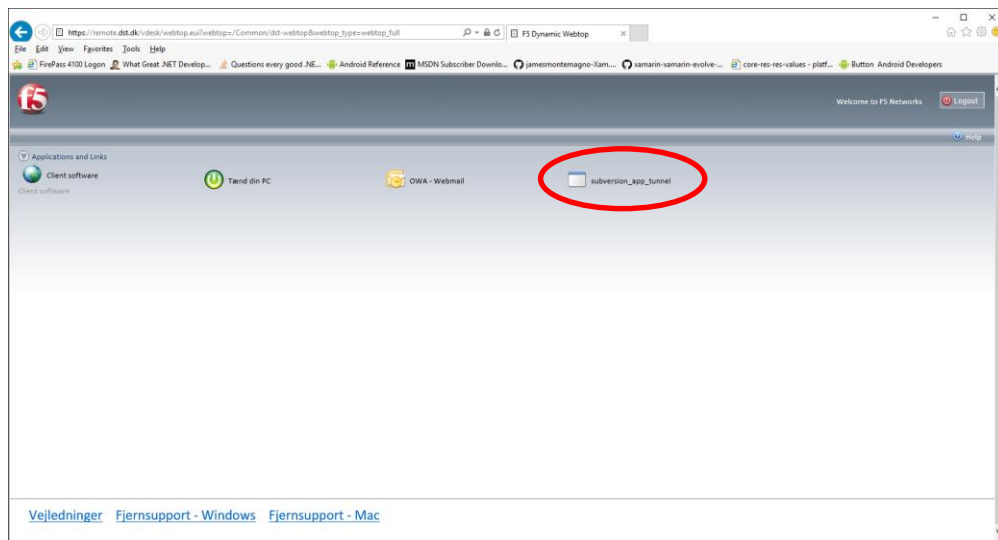 https://remote.dst.dk/vdesk/webtop.eui?webtop=/Common/dst-webtop&webtop_type=webtop_full
F5 Dynamic Webtop
File Edit View Favorites Tools Help
FirePass 4100 Logon What Great .NET Develop... Questions every good .NE... Android Reference MSDN Subscriber Downlo... jamesmontemagno-Xam.... xamarin-xamarin-evolve-... core-res-res-values - platf... Button Android Developers
f5
Welcome to F5 Networks Logout
Help
Applications and Links
Client software Tænd din PC OWA - Webmail subversion_app_tunnel
Client software
Vejledninger Fjernsupport - Windows Fjernsupport - Mac